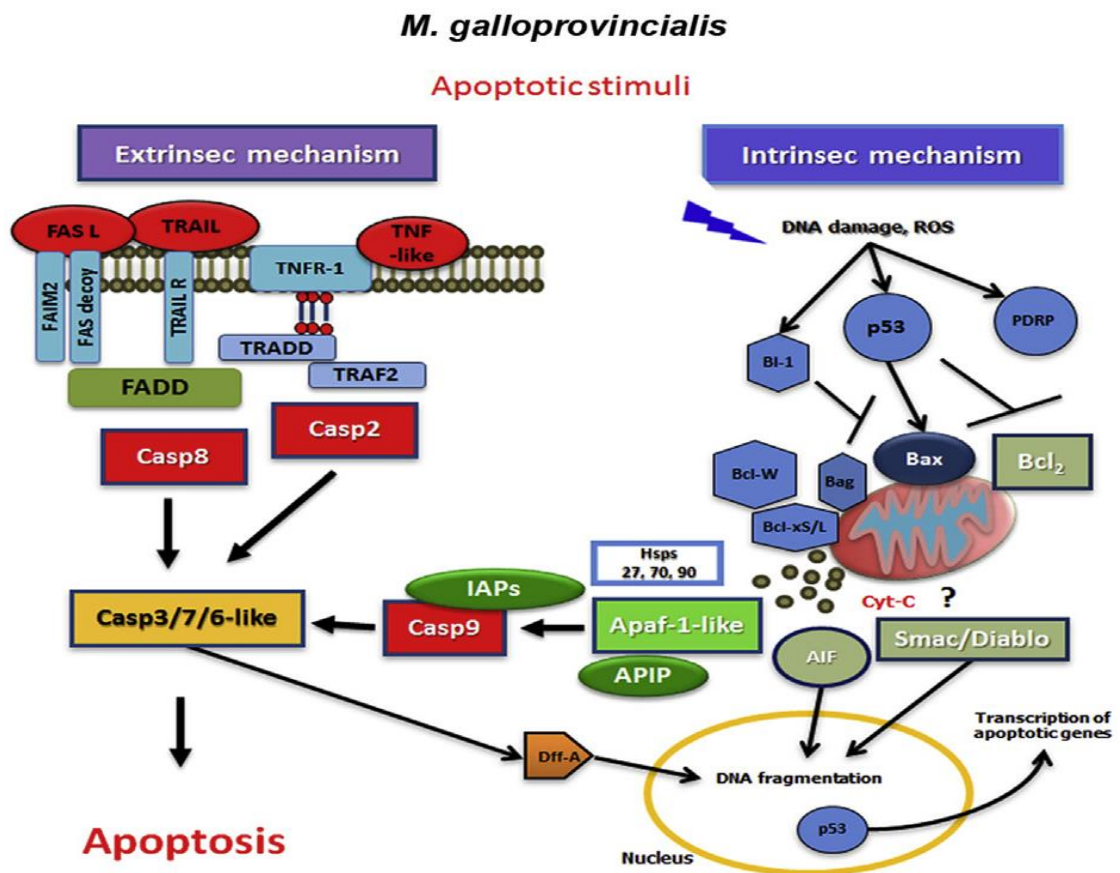 M. galloprovincialis
Apoptotic stimuli
Extrinsec mechanism
Intrinsec mechanism
FAS L
TRAIL
TNF
-like
TNFR-1
FAIM2
FAS decoy
TRAIL R
TRADD
TRAF2
FADD
Casp2
Casp8
DNA damage, ROS
p53
PDRP
BI-1
Bax
Bcl2
Bcl-W
Bag
Bcl-xS/L
Hsps
27, 70, 90
IAPs
Casp3/7/6-like
Casp9
Apaf-1-like
APIP
Cyt-C ?
AIF
Smac/Diablo
Transcription of
apoptotic genes
Dff-A
DNA fragmentation
p53
Nucleus
Apoptosis